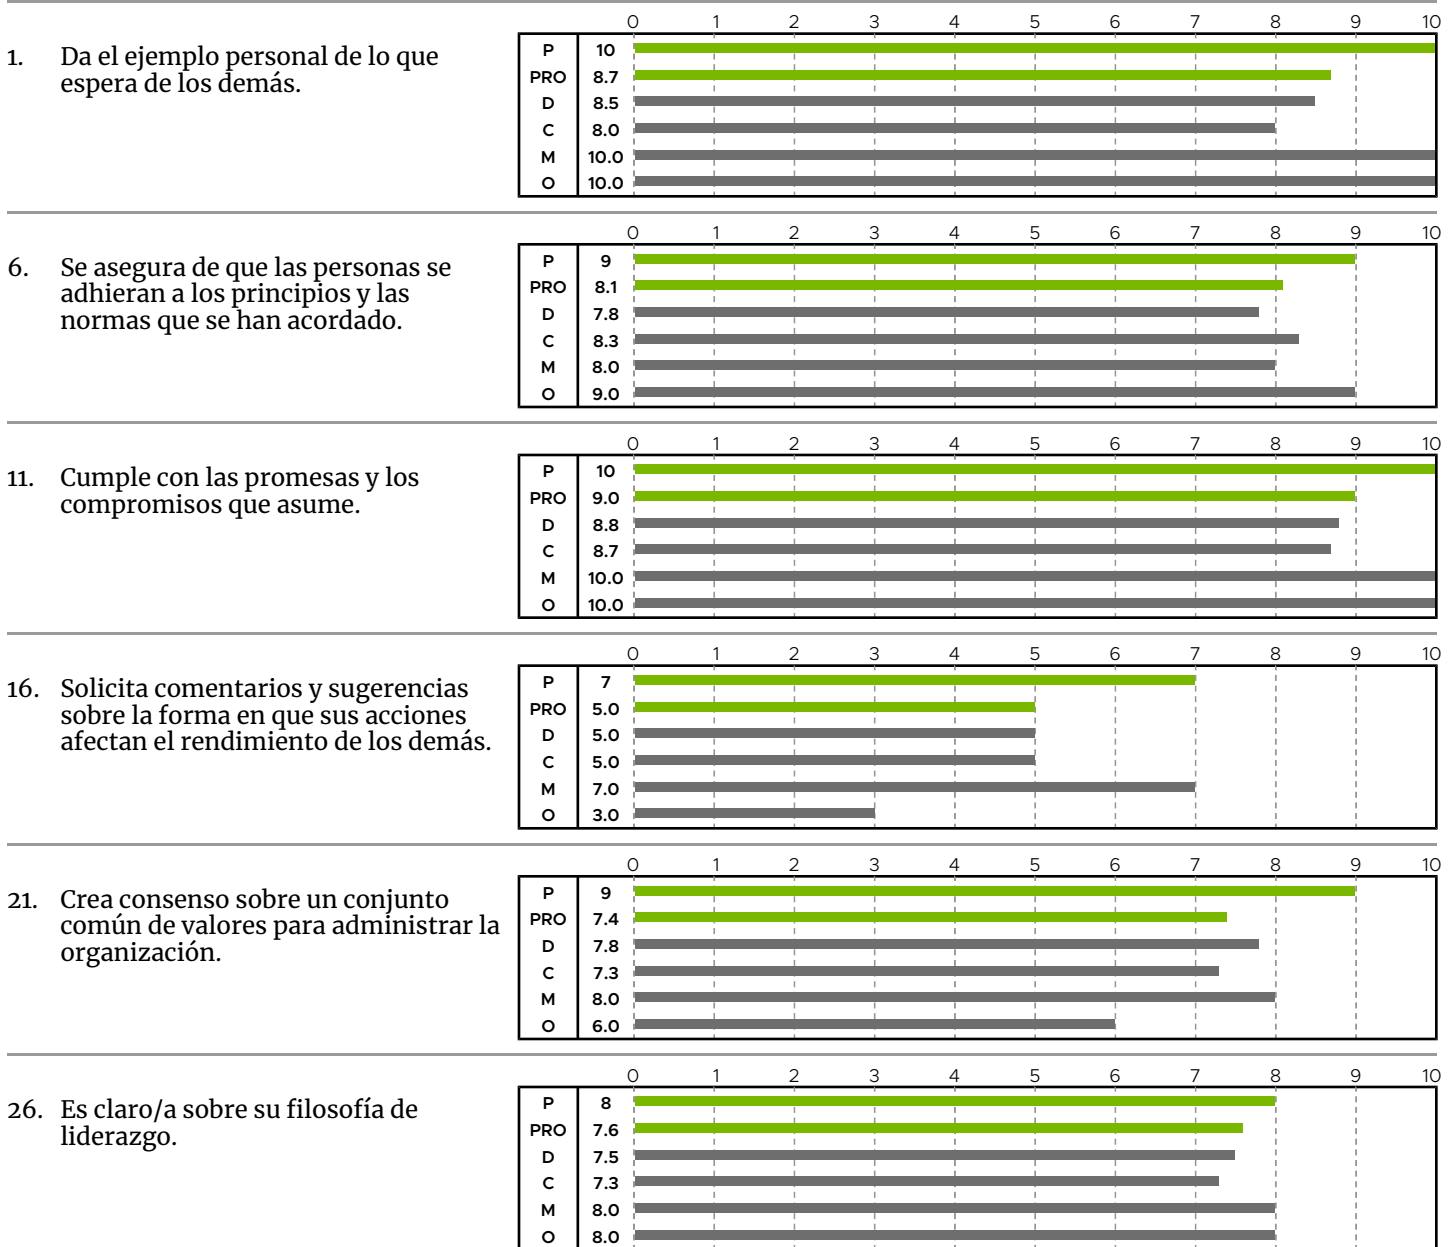 0 1 2 3 4 5 6 7 8 9 10
1. Da el ejemplo personal de lo que
espera de los demás.
P 10
PRO 8.7
D 8.5
C 8.0
M 10.0
O 10.0
0 1 2 3 4 5 6 7 8 9 10
6. Se asegura de que las personas se
adhieran a los principios y las
normas que se han acordado.
P 9
PRO 8.1
D 7.8
C 8.3
M 8.0
O 9.0
0 1 2 3 4 5 6 7 8 9 10
11. Cumple con las promesas y los
compromisos que asume.
P 10
PRO 9.0
D 8.8
C 8.7
M 10.0
O 10.0
0 1 2 3 4 5 6 7 8 9 10
16. Solicita comentarios y sugerencias
sobre la forma en que sus acciones
afectan el rendimiento de los demás.
P 7
PRO 5.0
D 5.0
C 5.0
M 7.0
O 3.0
0 1 2 3 4 5 6 7 8 9 10
21. Crea consenso sobre un conjunto
común de valores para administrar la
organización.
P 9
PRO 7.4
D 7.8
C 7.3
M 8.0
O 6.0
0 1 2 3 4 5 6 7 8 9 10
26. Es claro/a sobre su filosofía de
liderazgo.
P 8
PRO 7.6
D 7.5
C 7.3
M 8.0
O 8.0